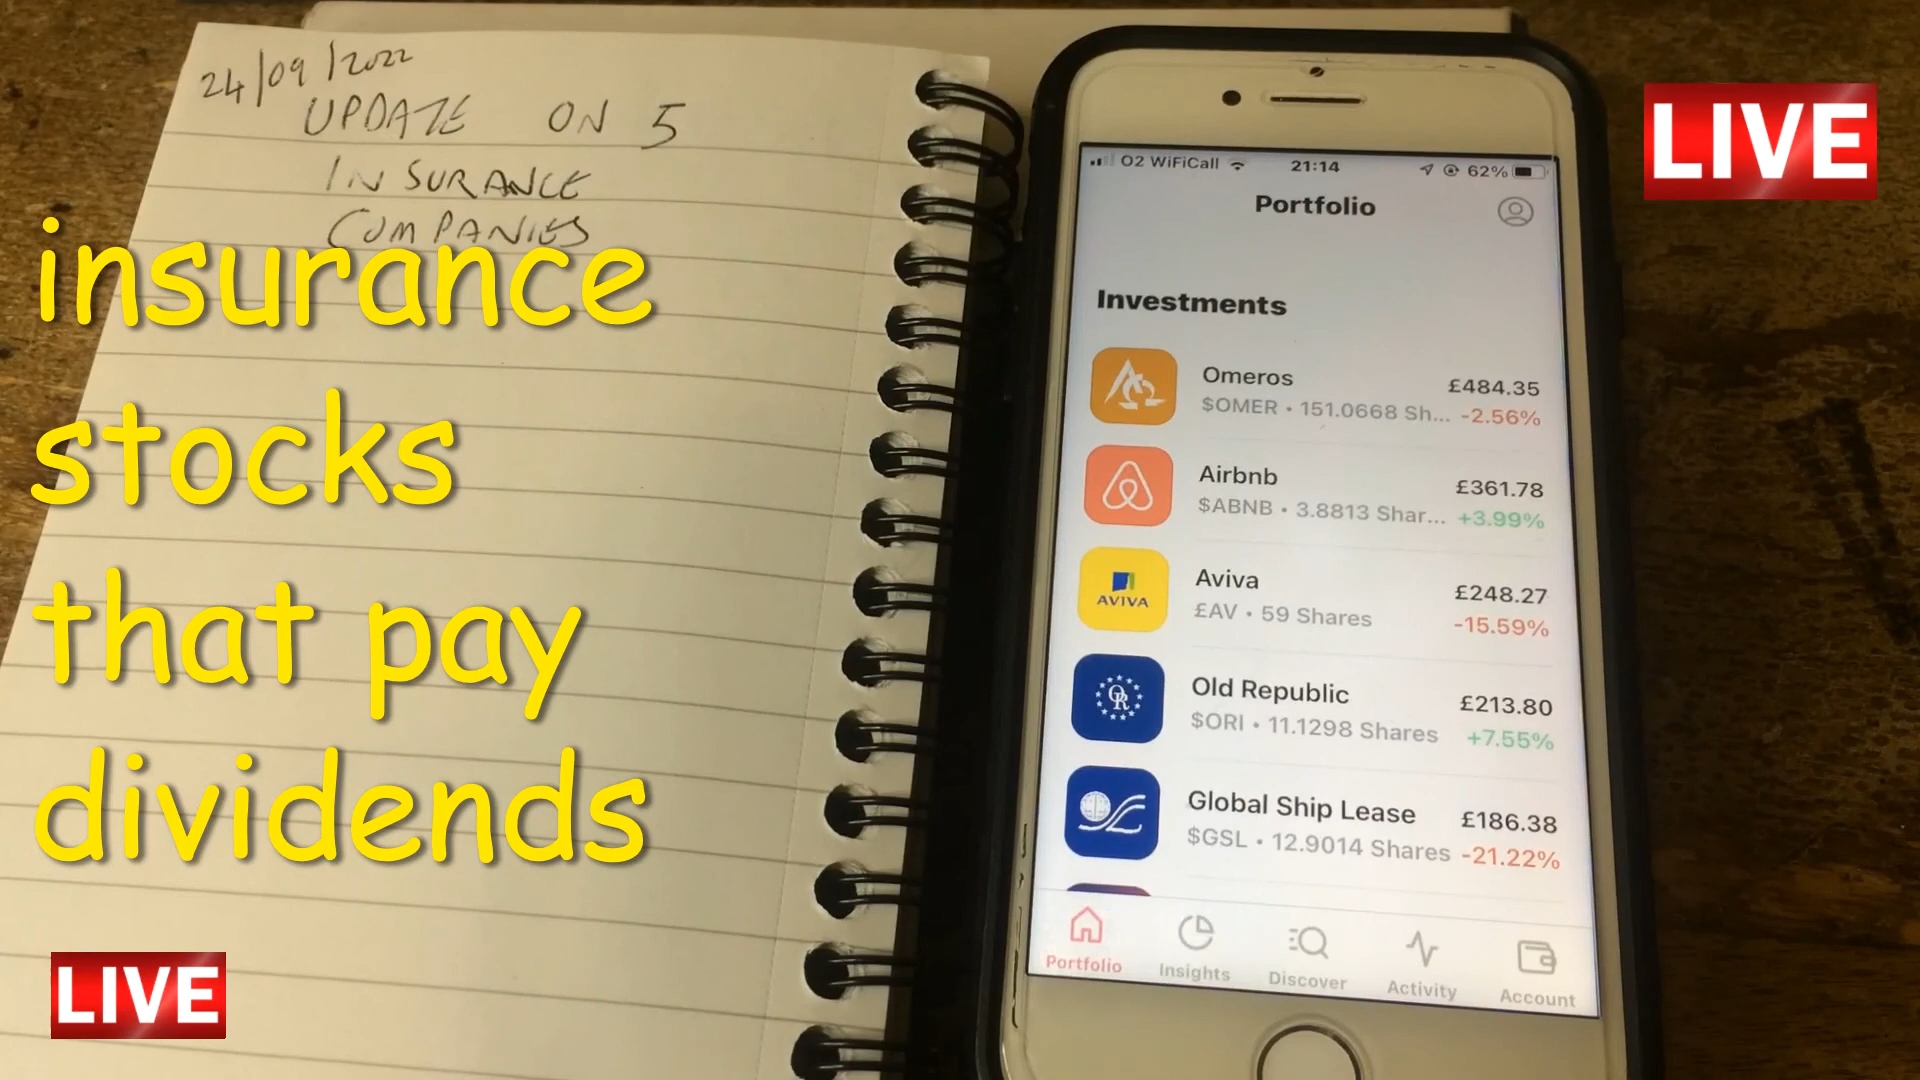 24/09/2022
UPDATE ON 5
INSURANCE
COMPANIES
insurance
stocks
that pay
dividends
LIVE
LIVE
O2 WiFiCall 21:14 62%
Portfolio
Investments
Omeros £484.35
$OMER • 151.0668 Sh... -2.56%
Airbnb £361.78
$ABNB • 3.8813 Shar... +3.99%
AVIVA
Aviva £248.27
£AV • 59 Shares -15.59%
OR
Old Republic £213.80
$ORI • 11.1298 Shares +7.55%
Global Ship Lease £186.38
$GSL • 12.9014 Shares -21.22%
Portfolio Insights Discover Activity Account